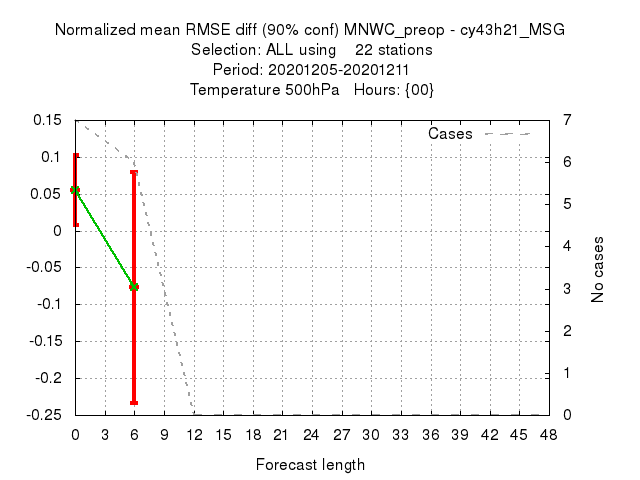 Normalized mean RMSE diff (90% conf) MNWC_preop - cy43h21_MSG
Selection: ALL using    22 stations
Period: 20201205-20201211
Temperature 500hPa   Hours: {00}
Cases
0.15
0.1
0.05
0
-0.05
-0.1
-0.15
-0.2
-0.25
7
6
5
4
3
2
1
0
No cases
0 3 6 9 12 15 18 21 24 27 30 33 36 39 42 45 48
Forecast length